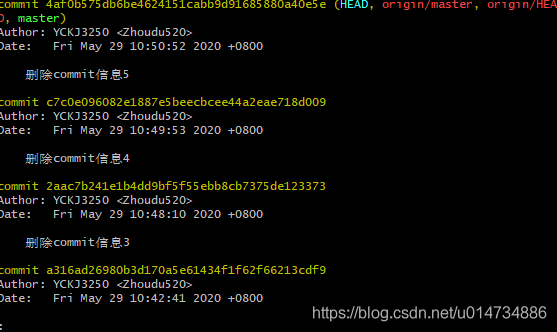 commit 4af0b575db6be4624151cabb9d91685880a40e5e (HEAD, origin/master, origin/HEA
D, master)
Author: YCKJ3250 <Zhoudu520>
Date:   Fri May 29 10:50:52 2020 +0800
删除commit信息5
commit c7c0e096082e1887e5beecbcee44a2eae718d009
Author: YCKJ3250 <Zhoudu520>
Date:   Fri May 29 10:49:53 2020 +0800
删除commit信息4
commit 2aac7b241e1b4dd9bf5f55ebb8cb7375de123373
Author: YCKJ3250 <Zhoudu520>
Date:   Fri May 29 10:48:10 2020 +0800
删除commit信息3
commit a316ad26980b3d170a5e61434f1f62f66213cdf9
Author: YCKJ3250 <Zhoudu520>
Date:   Fri May 29 10:42:41 2020 +0800
https://blog.csdn.net/u014734886
: